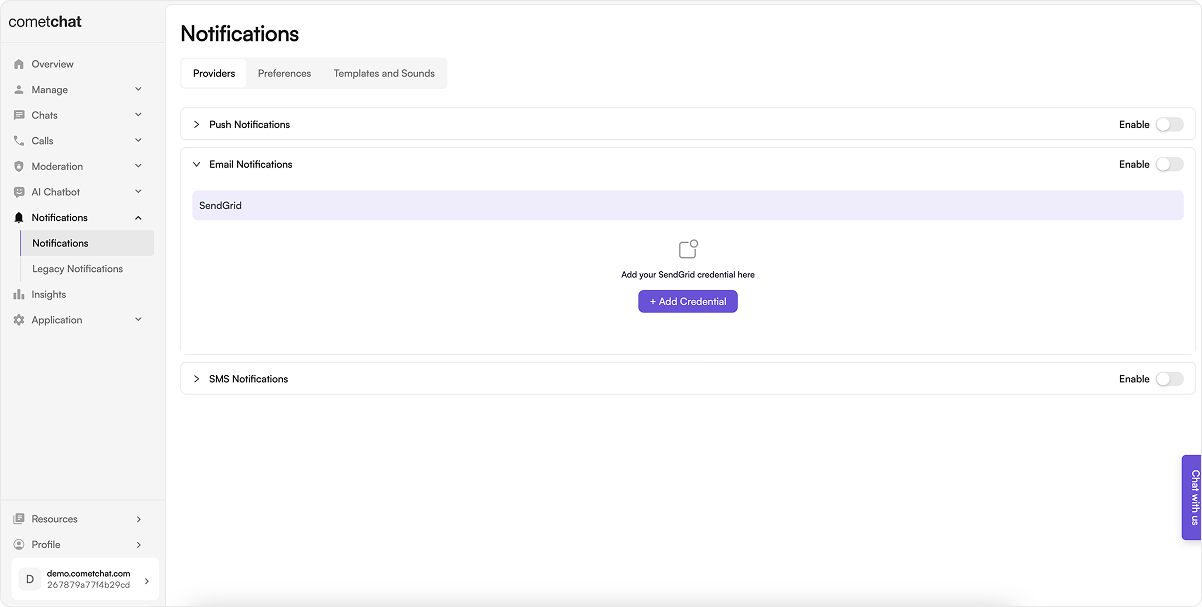 cometchat
Overview
Manage
Chats
Calls
Moderation
AI Chatbot
Notifications
Notifications
Legacy Notifications
Insights
Application
Resources
Profile
D
demo.cometchat.com
267879a77f4b29cd
Notifications
Providers Preferences Templates and Sounds
Push Notifications Enable
Email Notifications Enable
SendGrid
Add your SendGrid credential here
+ Add Credential
SMS Notifications Enable
Chat with us